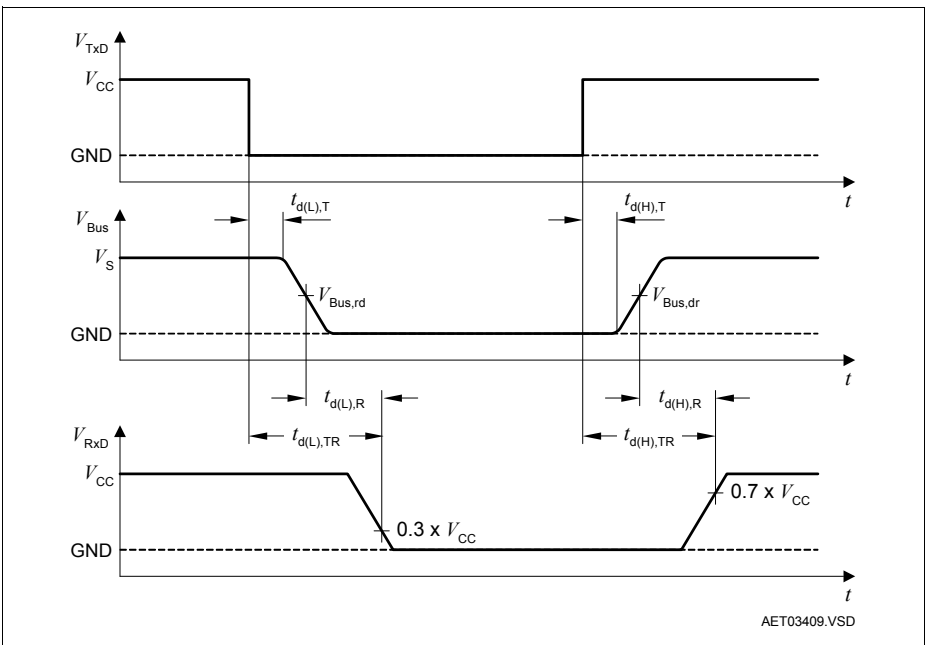 V_TxD
V_CC
GND
t
t_d(L),T
t_d(H),T
V_Bus
V_S
V_Bus,rd
V_Bus,dr
GND
t
t_d(L),R
t_d(H),R
t_d(L),TR
t_d(H),TR
V_RxD
V_CC
0.7 x V_CC
0.3 x V_CC
GND
t
AET03409.VSD